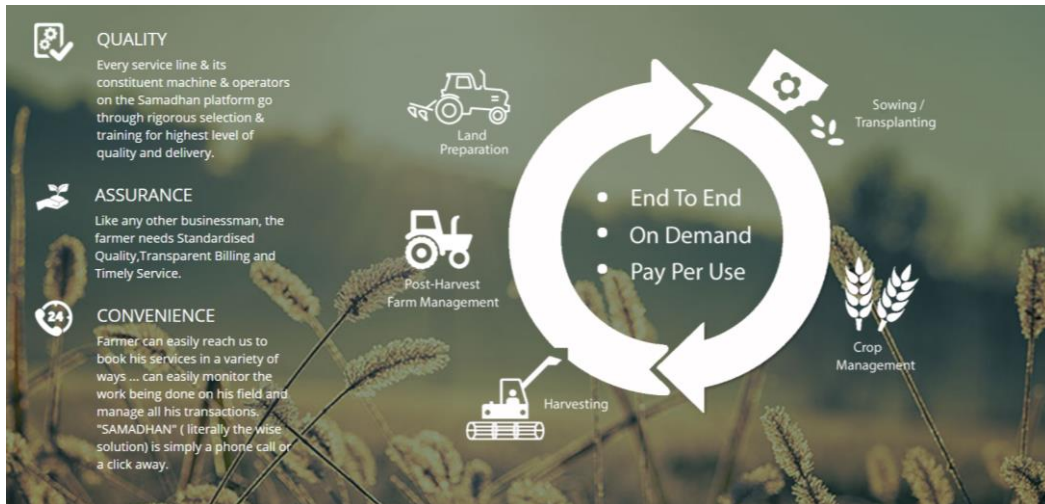 QUALITY
Every service line & its
constituent machine & operators
on the Samadhan platform go
through rigorous selection &
training for highest level of
quality and delivery.
ASSURANCE
Like any other businessman, the
farmer needs Standardised
Quality,Transparent Billing and
Timely Service.
24
CONVENIENCE
Farmer can easily reach us to
book his services in a variety of
ways ... can easily monitor the
work being done on his field and
manage all his transactions.
"SAMADHAN" ( literally the wise
solution) is simply a phone call or
a click away.
Land
Preparation
Sowing /
Transplanting
• End To End
• On Demand
• Pay Per Use
Post-Harvest
Farm Management
Crop
Management
Harvesting